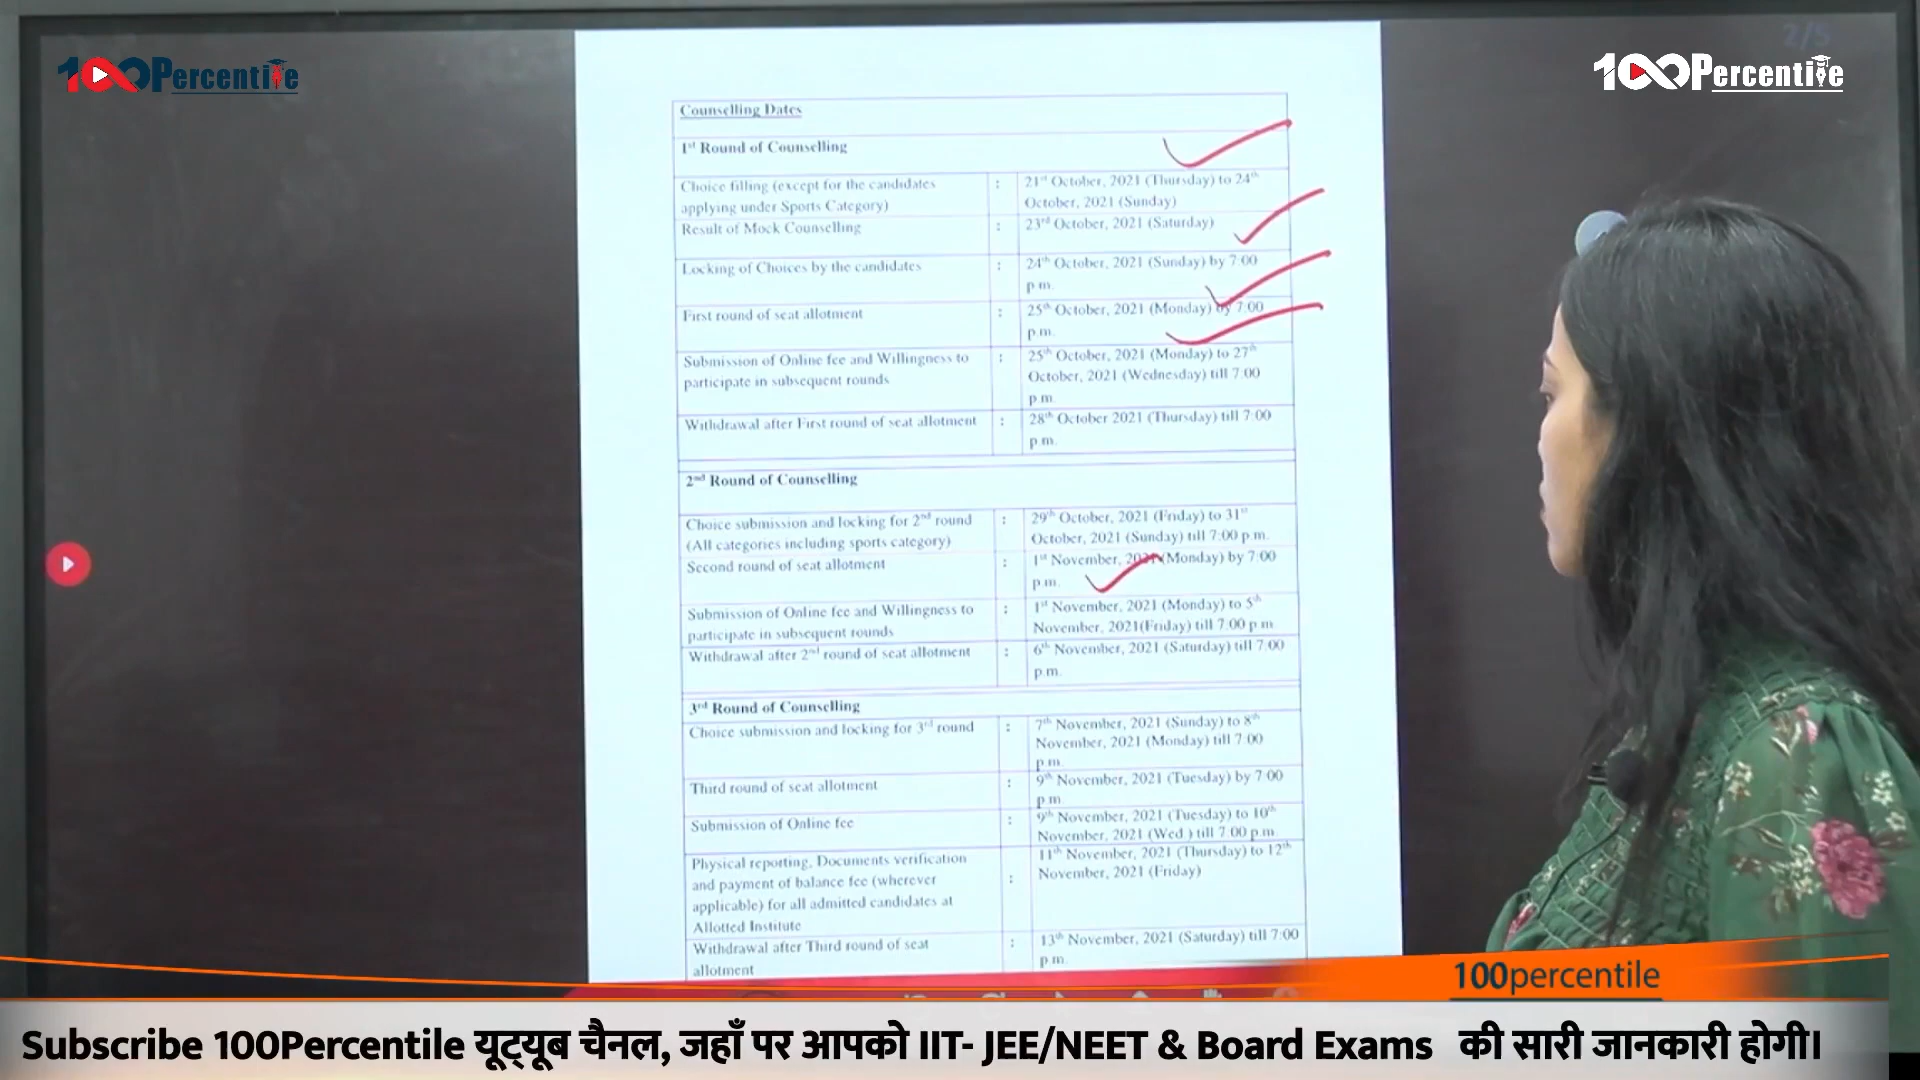 2/5
100Percentile
100Percentile
Counselling Dates
1st Round of Counselling
Choice filling (except for the candidates
applying under Sports Category)
:
21st October, 2021 (Thursday) to 24th
October, 2021 (Sunday)
Result of Mock Counselling
:
23rd October, 2021 (Saturday)
Locking of Choices by the candidates
:
24th October, 2021 (Sunday) by 7:00
p.m.
First round of seat allotment
:
25th October, 2021 (Monday) by 7:00
p.m.
Submission of Online fee and Willingness to
participate in subsequent rounds
:
25th October, 2021 (Monday) to 27th
October, 2021 (Wednesday) till 7:00
p.m.
Withdrawal after First round of seat allotment
:
28th October 2021 (Thursday) till 7:00
p.m.
2nd Round of Counselling
Choice submission and locking for 2nd round
(All categories including sports category)
:
29th October, 2021 (Friday) to 31st
October, 2021 (Sunday) till 7:00 p.m.
Second round of seat allotment
:
1st November, 2021 (Monday) by 7:00
p.m.
Submission of Online fee and Willingness to
participate in subsequent rounds
:
1st November, 2021 (Monday) to 5th
November, 2021(Friday) till 7:00 p.m
Withdrawal after 2nd round of seat allotment
:
6th November, 2021 (Saturday) till 7:00
p.m.
3rd Round of Counselling
Choice submission and locking for 3rd round
:
7th November, 2021 (Sunday) to 8th
November, 2021 (Monday) till 7:00
p.m.
Third round of seat allotment
:
9th November, 2021 (Tuesday) by 7:00
p.m.
Submission of Online fee
:
9th November, 2021 (Tuesday) to 10th
November, 2021 (Wed.) till 7:00 p.m
Physical reporting, Documents verification
and payment of balance fee (wherever
applicable) for all admitted candidates at
Allotted Institute
:
11th November, 2021 (Thursday) to 12th
November, 2021 (Friday)
Withdrawal after Third round of seat
allotment
:
13th November, 2021 (Saturday) till 7:00
p.m.
100percentile
Subscribe 100Percentile यूट्यूब चैनल, जहाँ पर आपको IIT- JEE/NEET & Board Exams की सारी जानकारी होगी।